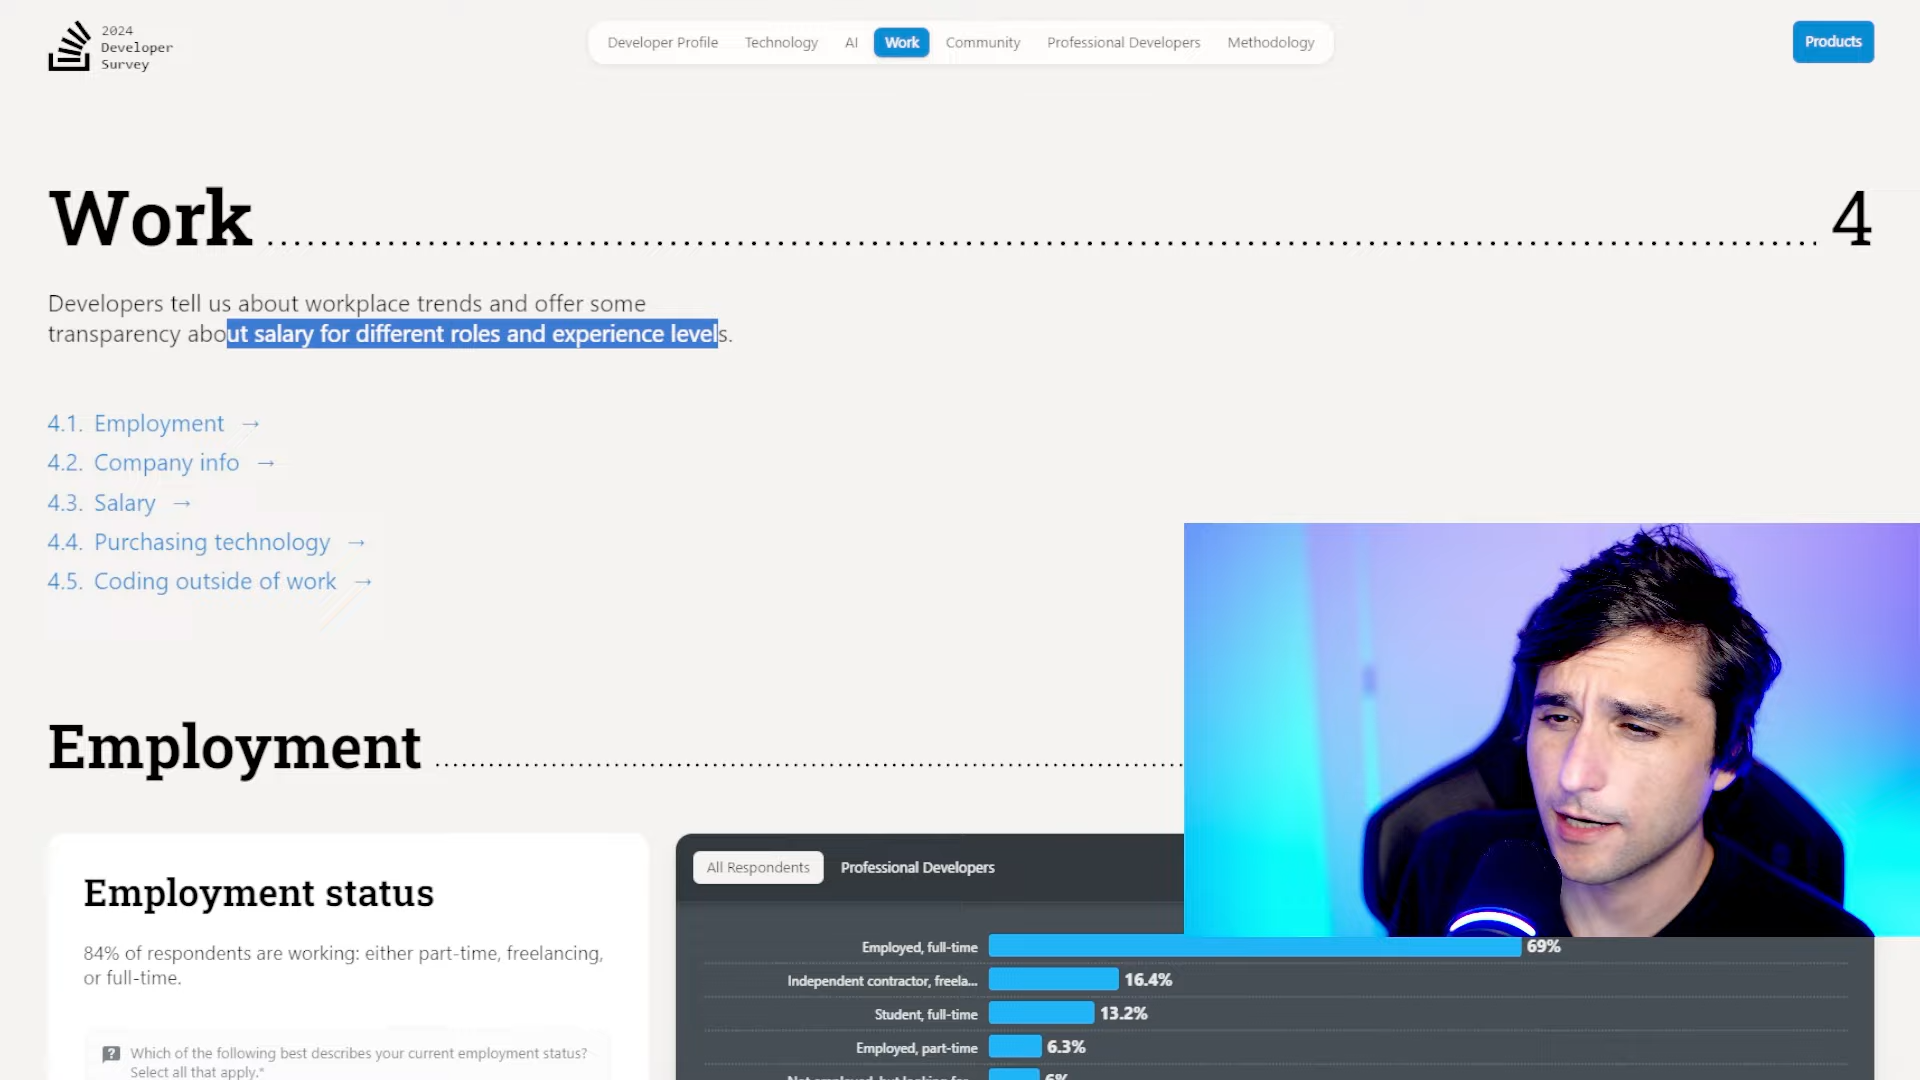 2024
Developer
Survey
Developer Profile
Technology
AI
Work
Community
Professional Developers
Methodology
Products
Work
4
Developers tell us about workplace trends and offer some
transparency about salary for different roles and experience levels.
4.1. Employment →
4.2. Company info →
4.3. Salary →
4.4. Purchasing technology →
4.5. Coding outside of work →
Employment
Employment status
84% of respondents are working: either part-time, freelancing,
or full-time.
Which of the following best describes your current employment status?
Select all that apply.*
All Respondents
Professional Developers
Employed, full-time 69%
Independent contractor, freela... 16.4%
Student, full-time 13.2%
Employed, part-time 6.3%
6%